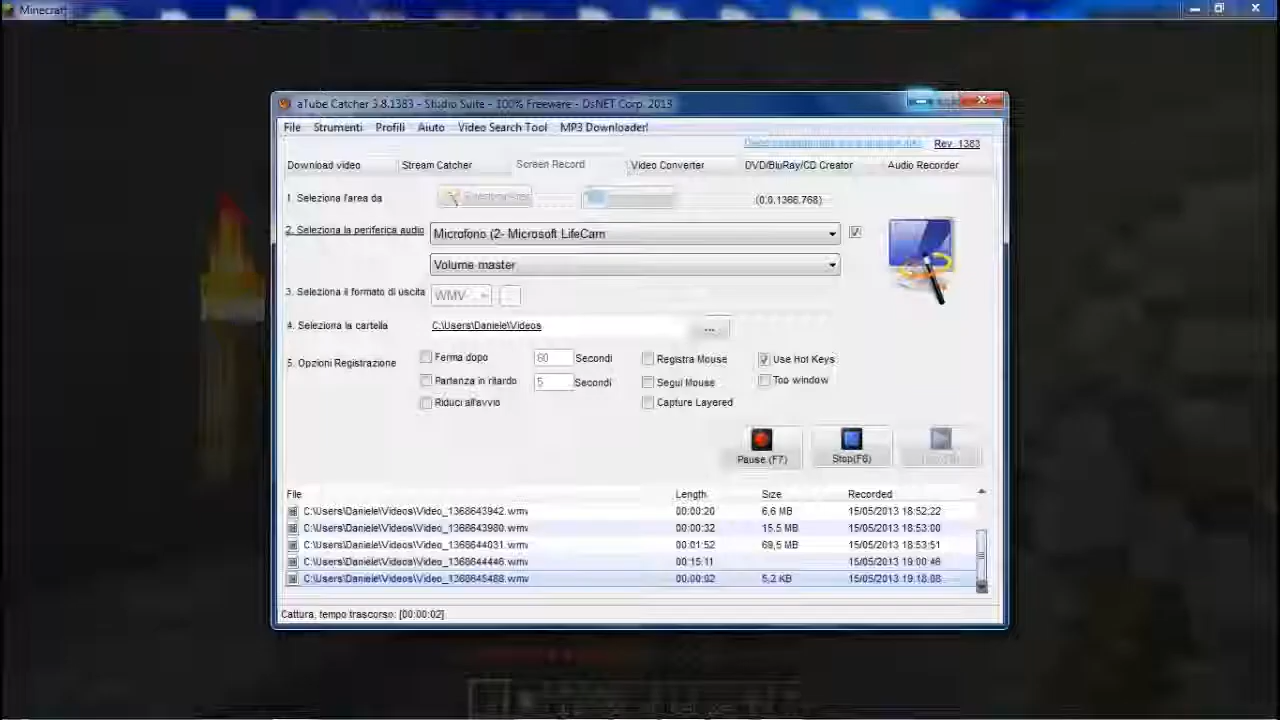 Minecraft
aTube Catcher 3.8.1383 - Studio Suite - 100% Freeware - DsNET Corp. 2013
File Strumenti Profili Aiuto Video Search Tool MP3 Downloader!
Rev. 1383
Download video Stream Catcher Screen Record Video Converter DVD/BluRay/CD Creator Audio Recorder
1. Seleziona l'area da (0,0,1366,768)
2. Seleziona la periferica audio Microfono (2- Microsoft LifeCam
Volume master
3. Seleziona il formato di uscita WMV
4. Seleziona la cartella C:\Users\Daniele\Videos ...
5. Opzioni Registrazione Ferma dopo 60 Secondi Registra Mouse Use Hot Keys
Partenza in ritardo 5 Secondi Segui Mouse Top window
Riduci all'avvio Capture Layered
Pause (F7) Stop(F8)
File Length Size Recorded
C:\Users\Daniele\Videos\Video_1368643942.wmv 00:00:20 6,6 MB 15/05/2013 18:52:22
C:\Users\Daniele\Videos\Video_1368643980.wmv 00:00:32 15,5 MB 15/05/2013 18:53:00
C:\Users\Daniele\Videos\Video_1368644031.wmv 00:01:52 69,5 MB 15/05/2013 18:53:51
C:\Users\Daniele\Videos\Video_1368644446.wmv 00:15:11 15/05/2013 19:00:46
C:\Users\Daniele\Videos\Video_1368645488.wmv 00:00:02 5,2 KB 15/05/2013 19:18:08
Cattura, tempo trascorso: [00:00:02]